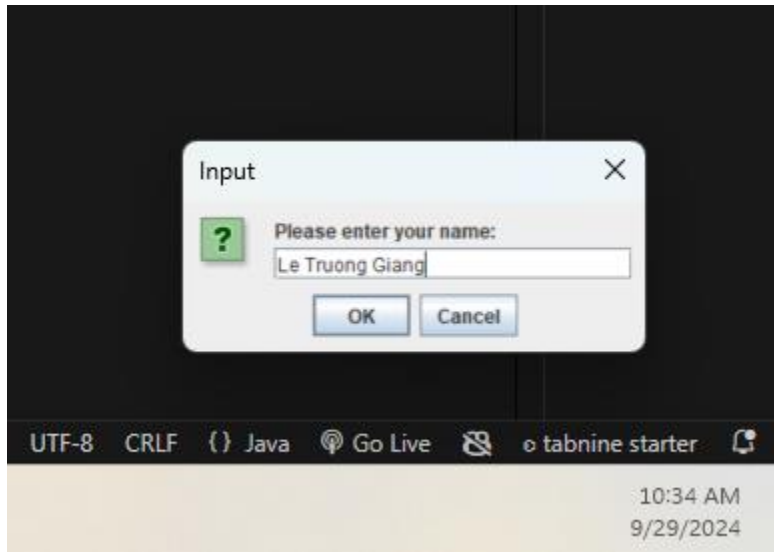 Input
?
Please enter your name:
Le Truong Giang
OK Cancel
UTF-8 CRLF {} Java Go Live tabnine starter
10:34 AM
9/29/2024